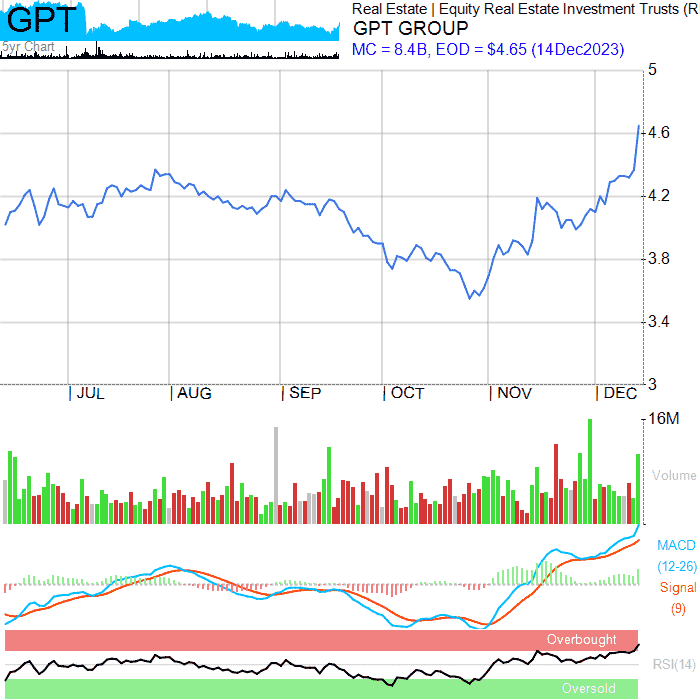 GPT
5yr Chart
Real Estate | Equity Real Estate Investment Trusts (R
GPT GROUP
MC = 8.4B, EOD = $4.65 (14Dec2023)
5
4.6
4.2
3.8
3.4
3
| JUL | AUG | SEP | OCT | NOV | DEC
16M
Volume
MACD
(12-26)
Signal
(9)
Overbought
RSI(14)
Oversold